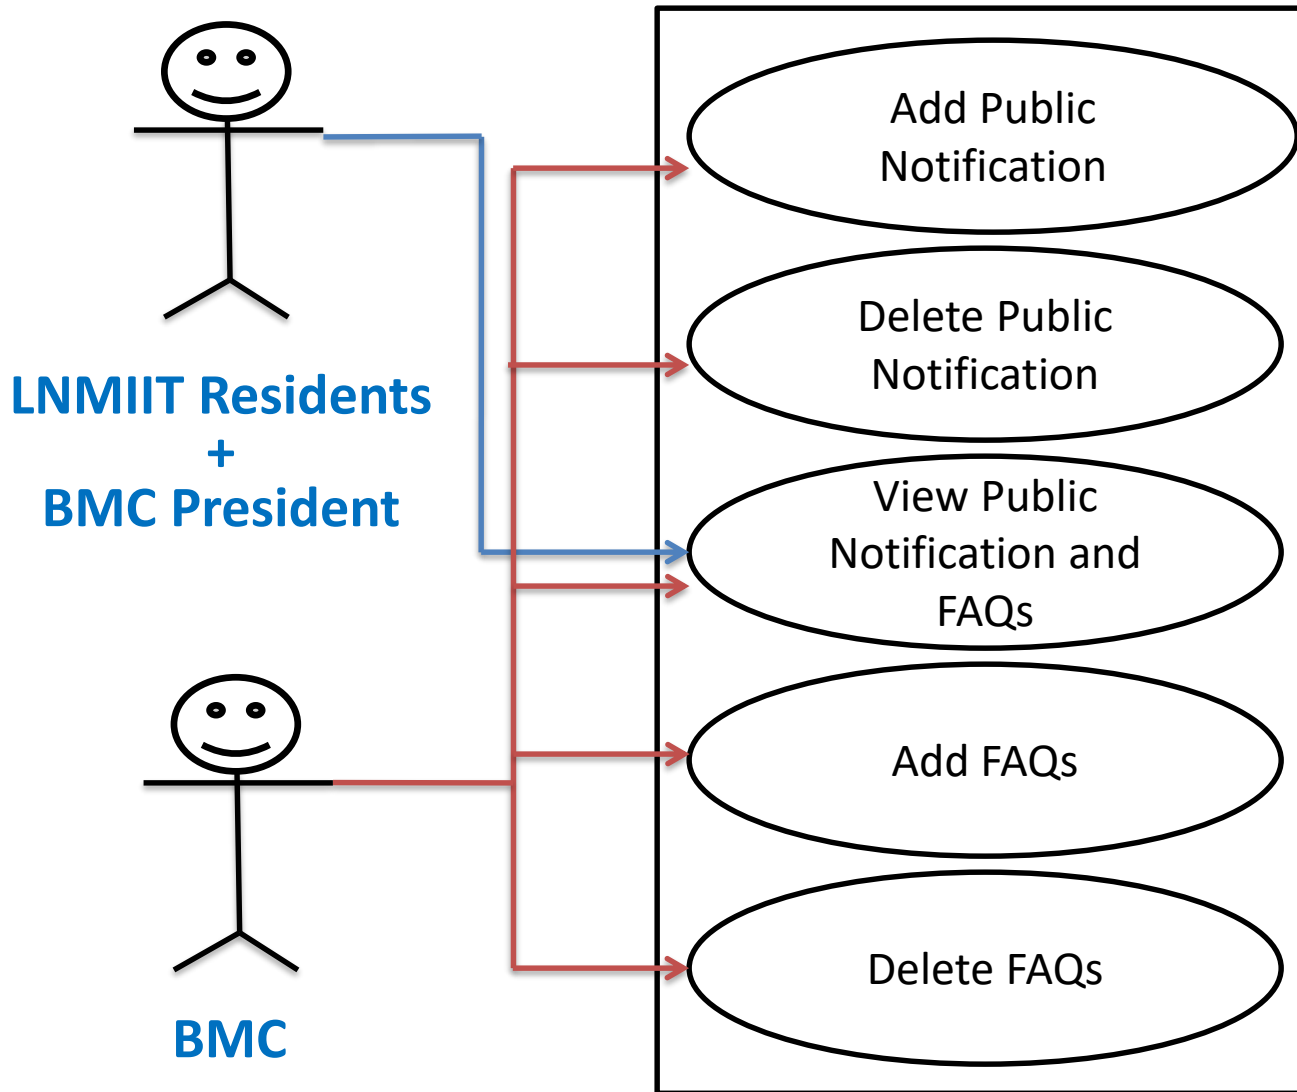 Add Public
Notification
Delete Public
Notification
LNMIIT Residents
+
BMC President
View Public
Notification and
FAQs
Add FAQs
Delete FAQs
BMC